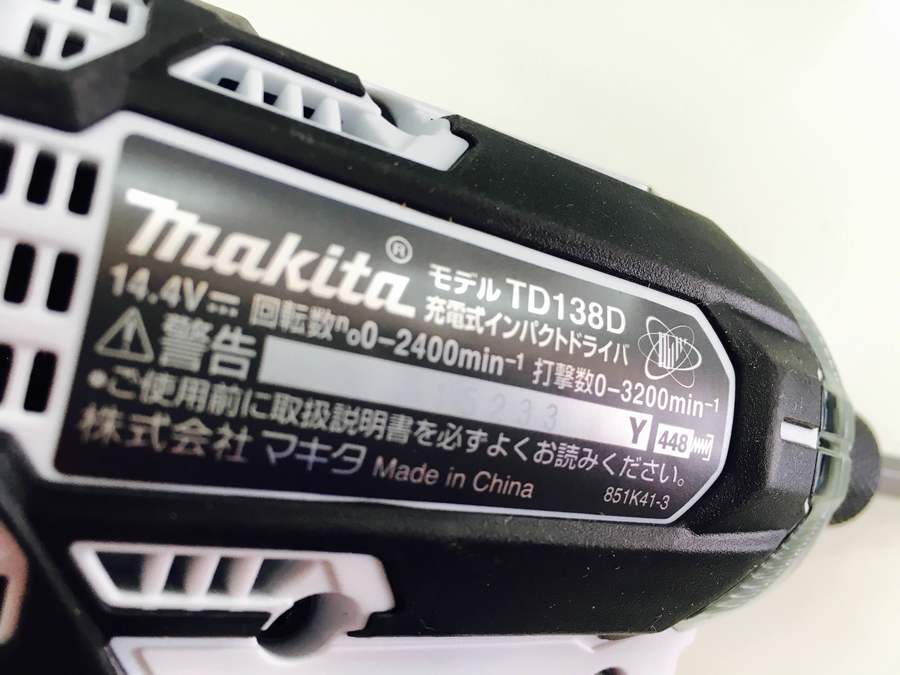 makita®
モデル TD138D
充電式インパクトドライバ
14.4V⎓ 回転数n₀0-2400min⁻¹ 打撃数0-3200min⁻¹
⚠警告
5233 Y 448
●ご使用前に取扱説明書を必ずよくお読みください。
株式会社 マキタ Made in China 851K41-3